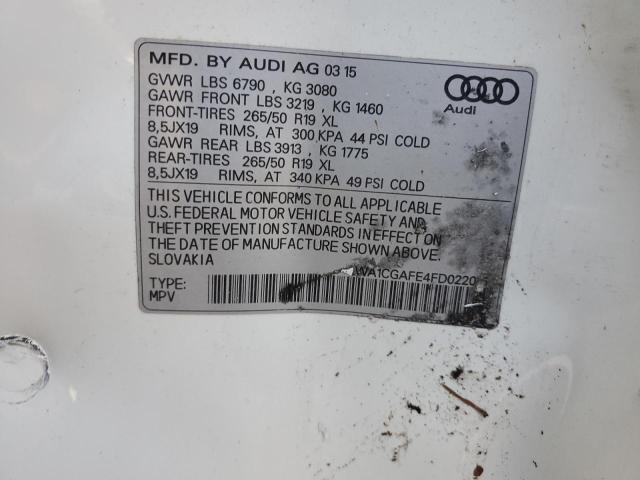 MFD. BY AUDI AG 03 15
GVWR LBS 6790 , KG 3080
GAWR FRONT LBS 3219 , KG 1460
FRONT-TIRES 265/50 R19 XL
8,5JX19 RIMS, AT 300 KPA 44 PSI COLD
GAWR REAR LBS 3913 , KG 1775
REAR-TIRES 265/50 R19 XL
8,5JX19 RIMS, AT 340 KPA 49 PSI COLD
Audi
THIS VEHICLE CONFORMS TO ALL APPLICABLE
U.S. FEDERAL MOTOR VEHICLE SAFETY AND
THEFT PREVENTION STANDARDS IN EFFECT ON
THE DATE OF MANUFACTURE SHOWN ABOVE.
SLOVAKIA
TYPE:
MPV